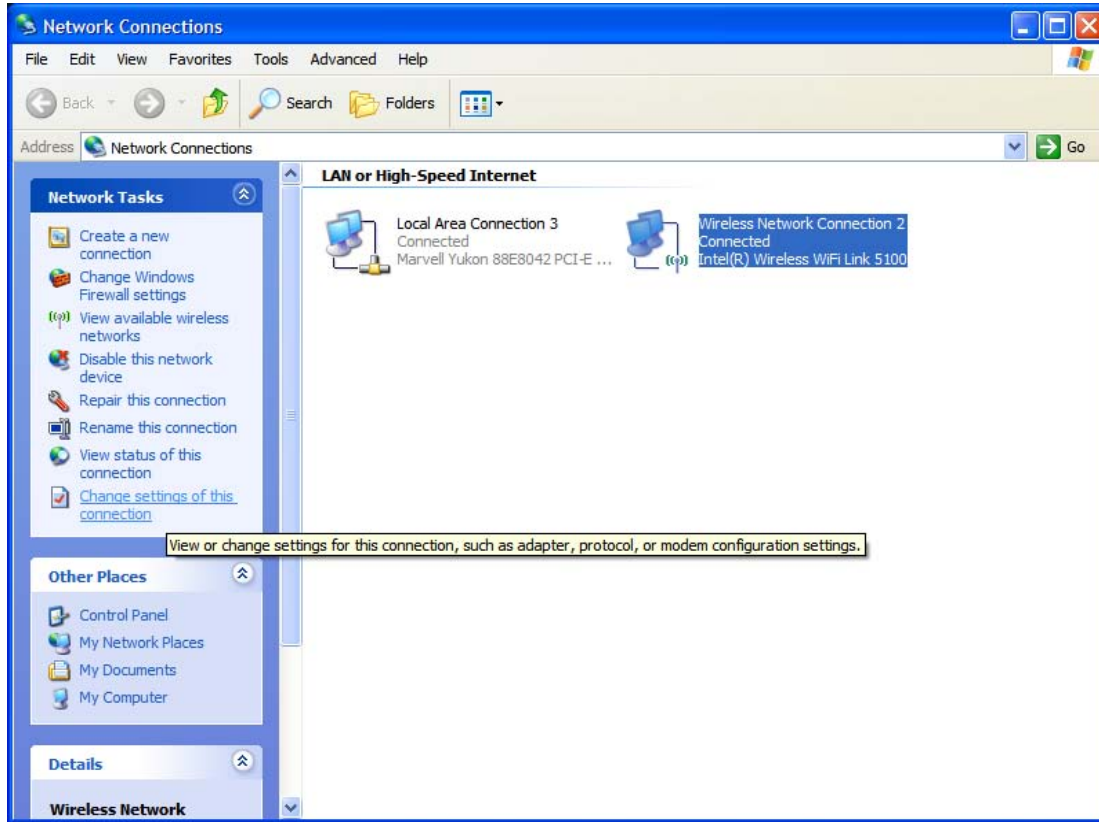 Network Connections
File Edit View Favorites Tools Advanced Help
Back Search Folders
Address Network Connections Go
Network Tasks
Create a new
connection
Change Windows
Firewall settings
View available wireless
networks
Disable this network
device
Repair this connection
Rename this connection
View status of this
connection
Change settings of this
connection
View or change settings for this connection, such as adapter, protocol, or modem configuration settings.
Other Places
Control Panel
My Network Places
My Documents
My Computer
Details
Wireless Network
LAN or High-Speed Internet
Local Area Connection 3
Connected
Marvell Yukon 88E8042 PCI-E ...
Wireless Network Connection 2
Connected
Intel(R) Wireless WiFi Link 5100